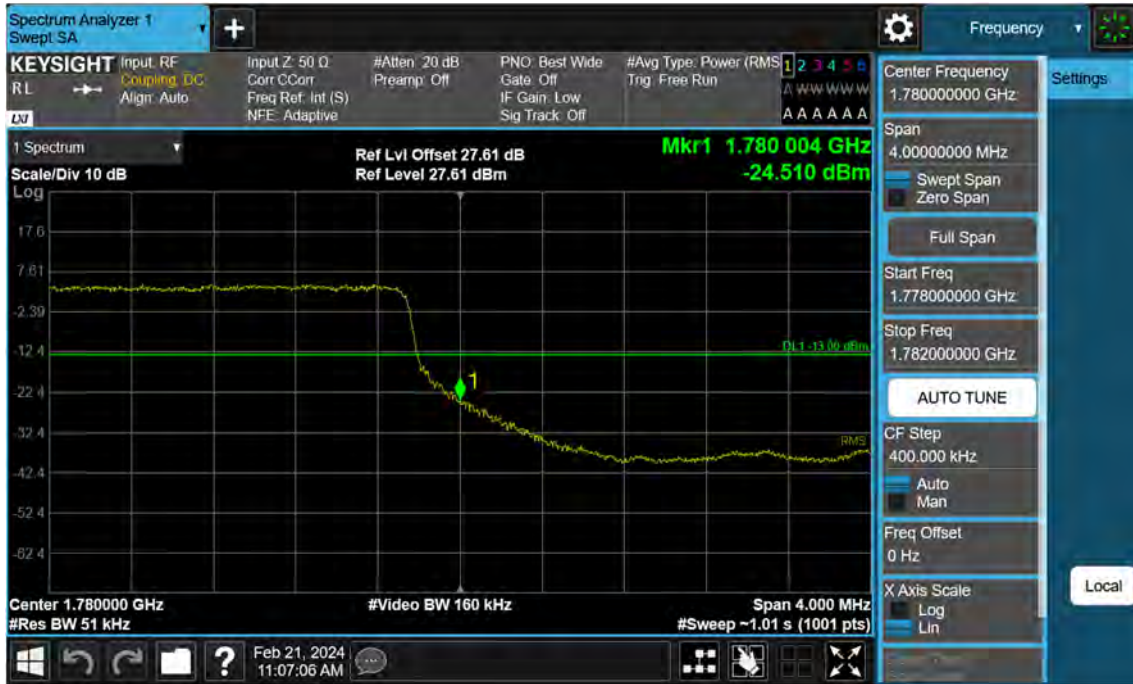 Spectrum Analyzer 1
Swept SA
+
Frequency
KEYSIGHT
RL
LXI
Input: RF
Coupling: DC
Align: Auto
Input Z: 50 Ω
Corr CCorr
Freq Ref: Int (S)
NFE: Adaptive
#Atten: 20 dB
Preamp: Off
PNO: Best Wide
Gate: Off
IF Gain: Low
Sig Track: Off
#Avg Type: Power (RMS
Trig: Free Run
1 2 3 4 5 6
A W W W W W
A A A A A A
1 Spectrum
Scale/Div 10 dB
Ref Lvl Offset 27.61 dB
Ref Level 27.61 dBm
Mkr1 1.780 004 GHz
-24.510 dBm
Log
17.6
7.61
-2.39
-12.4
-22.4
-32.4
-42.4
-52.4
-62.4
DL1 -13.00 dBm
1
RMS
Center 1.780000 GHz
#Res BW 51 kHz
#Video BW 160 kHz
Span 4.000 MHz
#Sweep ~1.01 s (1001 pts)
Center Frequency
1.780000000 GHz
Span
4.00000000 MHz
Swept Span
Zero Span
Full Span
Start Freq
1.778000000 GHz
Stop Freq
1.782000000 GHz
AUTO TUNE
CF Step
400.000 kHz
Auto
Man
Freq Offset
0 Hz
X Axis Scale
Log
Lin
Settings
Local
?
Feb 21, 2024
11:07:06 AM